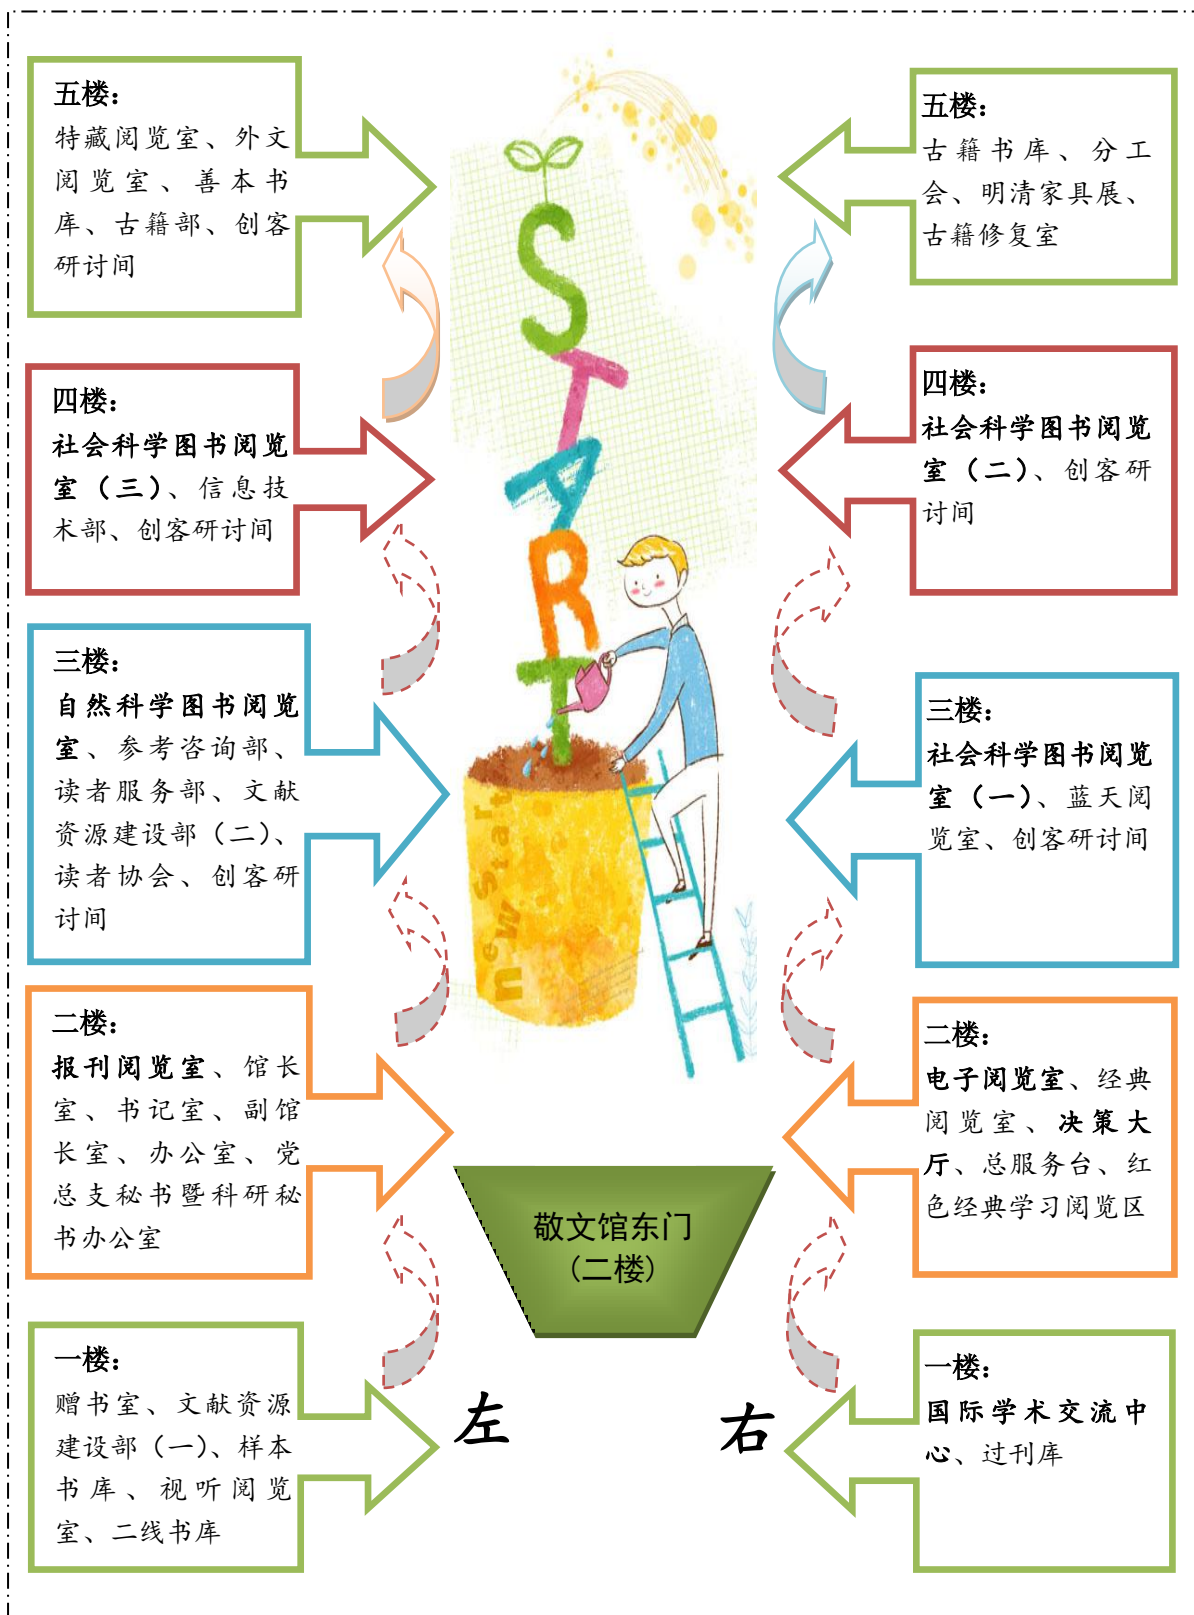 五楼：
特藏阅览室、外文
阅览室、善本书
库、古籍部、创客
研讨间
五楼：
古籍书库、分工
会、明清家具展、
古籍修复室
START
四楼：
社会科学图书阅览
室（三）、信息技
术部、创客研讨间
四楼：
社会科学图书阅览
室（二）、创客研
讨间
三楼：
自然科学图书阅览
室、参考咨询部、
读者服务部、文献
资源建设部（二）、
读者协会、创客研
讨间
三楼：
社会科学图书阅览
室（一）、蓝天阅
览室、创客研讨间
new start
二楼：
报刊阅览室、馆长
室、书记室、副馆
长室、办公室、党
总支秘书暨科研秘
书办公室
二楼：
电子阅览室、经典
阅览室、决策大
厅、总服务台、红
色经典学习阅览区
敬文馆东门
(二楼)
一楼：
赠书室、文献资源
建设部（一）、样本
书库、视听阅览
室、二线书库
左
右
一楼：
国际学术交流中
心、过刊库